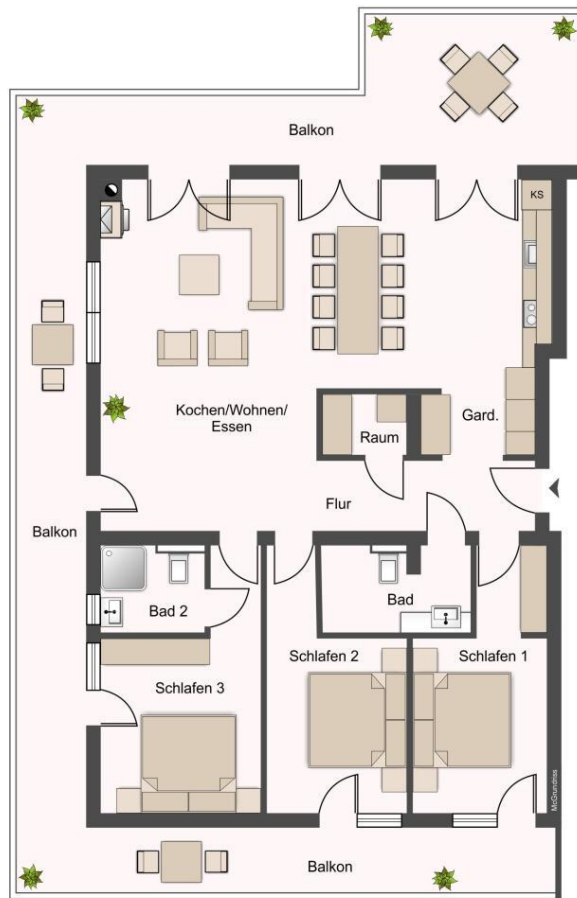 Balkon
KS
Kochen/Wohnen/
Essen
Gard.
Raum
Flur
Balkon
Bad 2
Bad
Schlafen 3
Schlafen 2
Schlafen 1
McGrundriss
Balkon